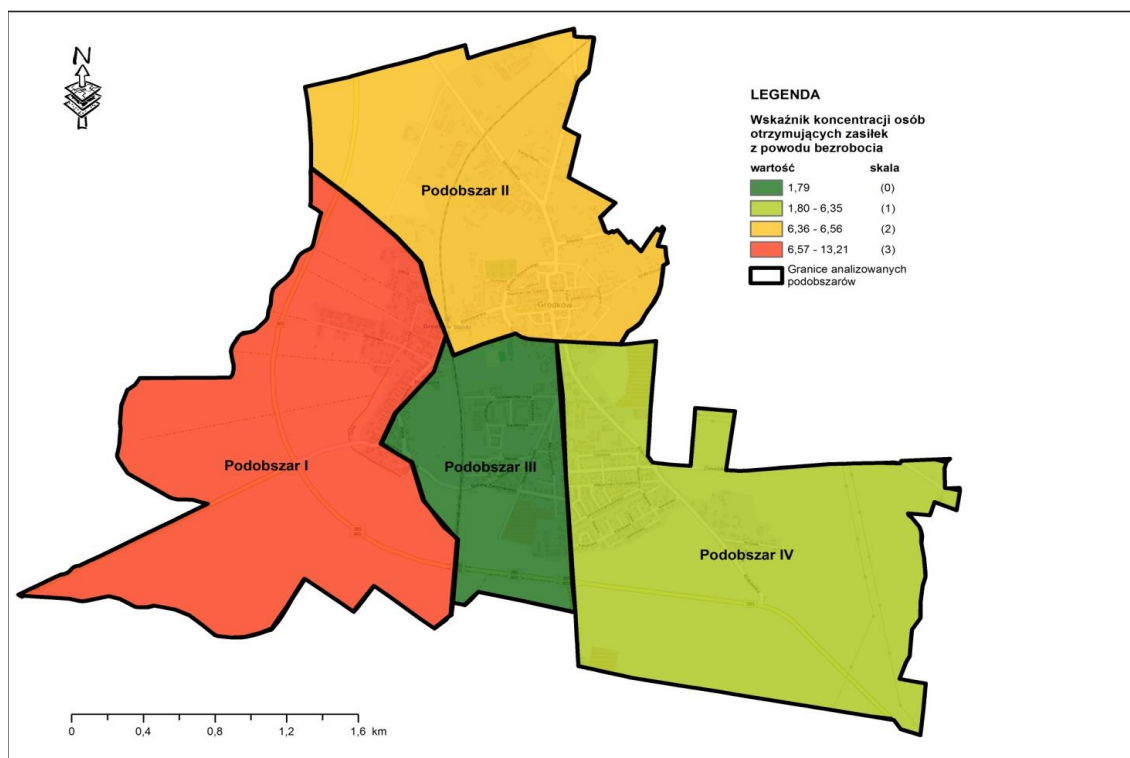 N
LEGENDA
Wskaźnik koncentracji osób
otrzymujących zasiłek
z powodu bezrobocia
wartość skala
1,79 (0)
1,80 - 6,35 (1)
6,36 - 6,56 (2)
6,57 - 13,21 (3)
Granice analizowanych
podobszarów
Podobszar II
Grodków
Podobszar I
Podobszar III
Podobszar IV
0 0,4 0,8 1,2 1,6 km